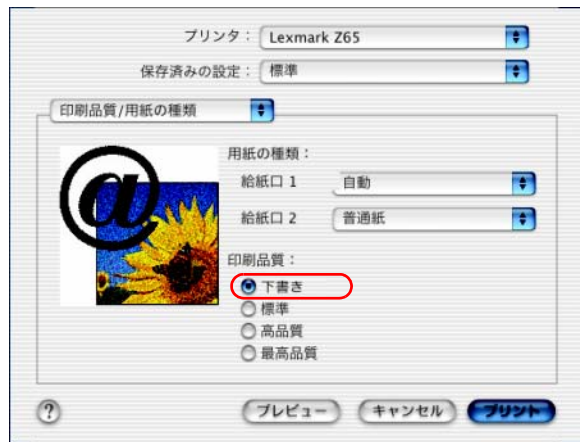 プリンタ： Lexmark Z65
保存済みの設定： 標準
印刷品質/用紙の種類
用紙の種類：
給紙口 1 自動
給紙口 2 普通紙
印刷品質：
下書き
標準
高品質
最高品質
? プレビュー キャンセル プリント